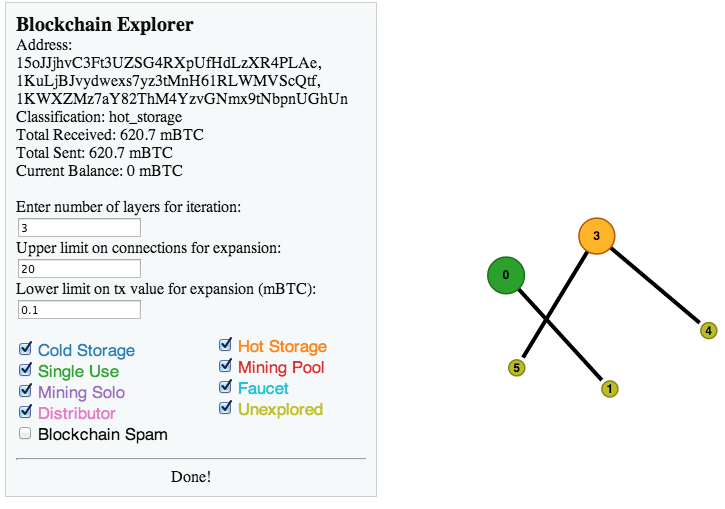 Blockchain Explorer
Address:
15oJJjhvC3Ft3UZSG4RXpUfHdLzXR4PLAe,
1KuLjBJvydwexs7yz3tMnH61RLWMVScQtf,
1KWXZMz7aY82ThM4YzvGNmx9tNbpnUGhUn
Classification: hot_storage
Total Received: 620.7 mBTC
Total Sent: 620.7 mBTC
Current Balance: 0 mBTC
Enter number of layers for iteration:
3
Upper limit on connections for expansion:
20
Lower limit on tx value for expansion (mBTC):
0.1
Cold Storage
Single Use
Mining Solo
Distributor
Blockchain Spam
Hot Storage
Mining Pool
Faucet
Unexplored
Done!
3
0
4
5
1